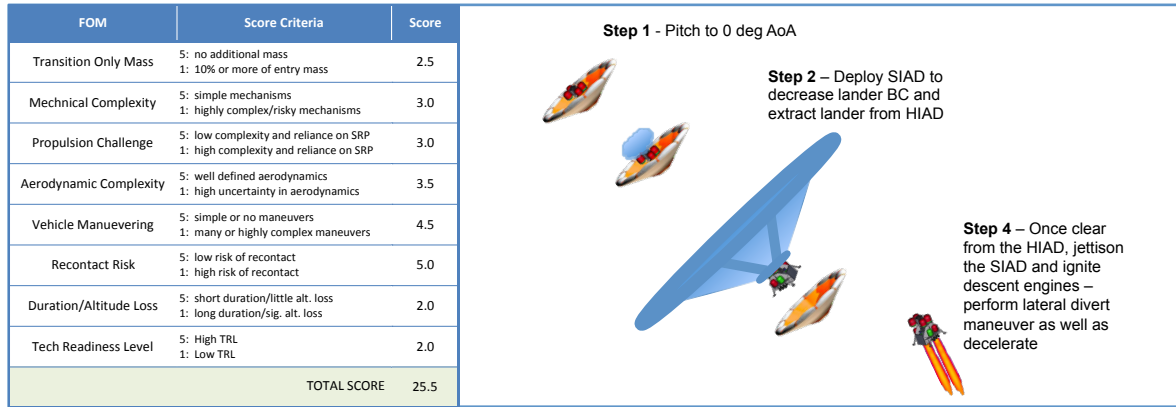 FOM Score Criteria Score
Transition Only Mass 5: no additional mass 2.5
1: 10% or more of entry mass
Mechnical Complexity 5: simple mechanisms 3.0
1: highly complex/risky mechanisms
Propulsion Challenge 5: low complexity and reliance on SRP 3.0
1: high complexity and reliance on SRP
Aerodynamic Complexity 5: well defined aerodynamics 3.5
1: high uncertainty in aerodynamics
Vehicle Manuevering 5: simple or no maneuvers 4.5
1: many or highly complex maneuvers
Recontact Risk 5: low risk of recontact 5.0
1: high risk of recontact
Duration/Altitude Loss 5: short duration/little alt. loss 2.0
1: long duration/sig. alt. loss
Tech Readiness Level 5: High TRL 2.0
1: Low TRL
TOTAL SCORE 25.5
Step 1 - Pitch to 0 deg AoA
Step 2 – Deploy SIAD to
decrease lander BC and
extract lander from HIAD
Step 4 – Once clear
from the HIAD, jettison
the SIAD and ignite
descent engines –
perform lateral divert
maneuver as well as
decelerate